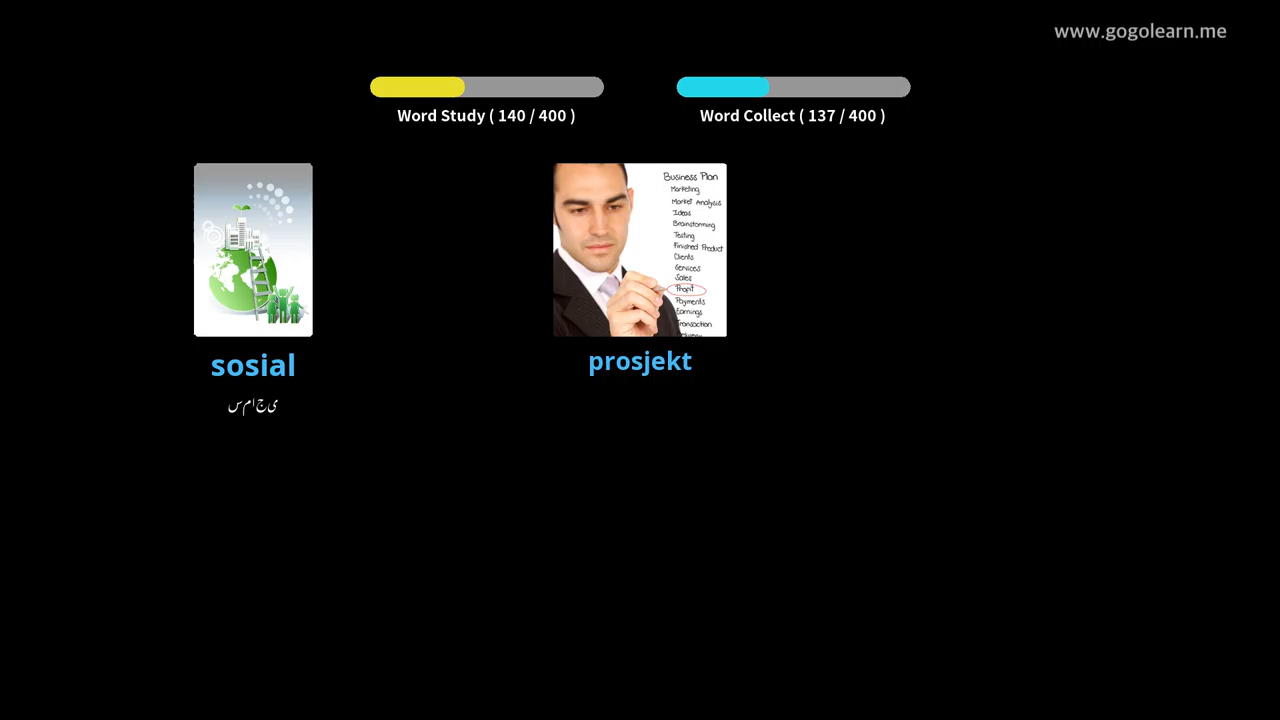 www.gogolearn.me
Word Study ( 140 / 400 )
Word Collect ( 137 / 400 )
Business Plan
Marketing
Market Analysis
Ideas
Brainstorming
Testing
Finished Product
Clients
Services
Sales
Profit
Payments
Earnings
Transaction
sosial
prosjekt
سماجی